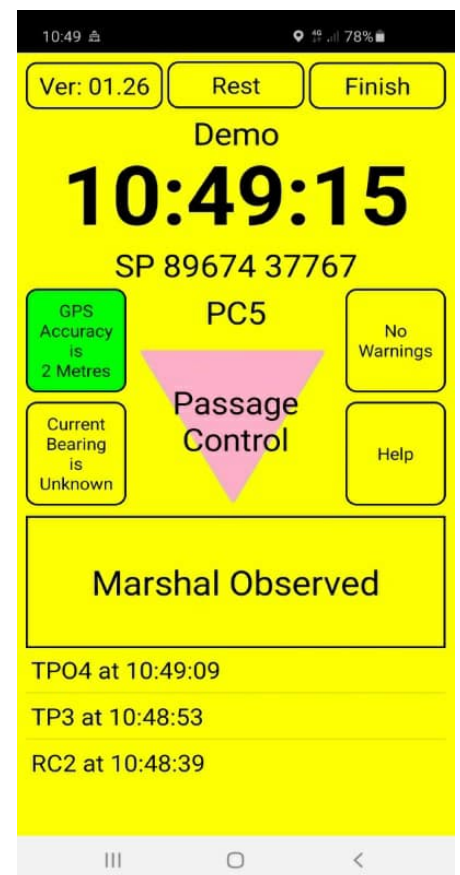 10:49 4G 78%
Ver: 01.26 Rest Finish
Demo
10:49:15
SP 89674 37767
GPS
Accuracy
is
2 Metres
PC5
No
Warnings
Passage
Control
Current
Bearing
is
Unknown
Help
Marshal Observed
TPO4 at 10:49:09
TP3 at 10:48:53
RC2 at 10:48:39